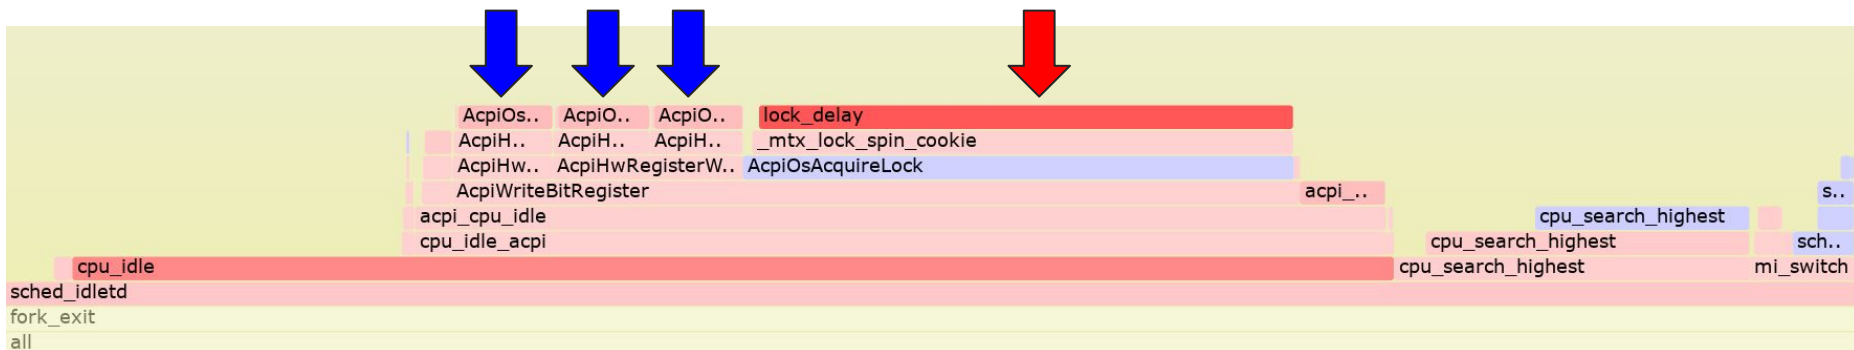 AcpiOs.. AcpiO.. AcpiO.. lock_delay
AcpiH.. AcpiH.. AcpiH.. _mtx_lock_spin_cookie
AcpiHw.. AcpiHwRegisterW.. AcpiOsAcquireLock
AcpiWriteBitRegister acpi_.. s..
acpi_cpu_idle cpu_search_highest
cpu_idle_acpi cpu_search_highest sch..
cpu_idle cpu_search_highest mi_switch
sched_idletd
fork_exit
all